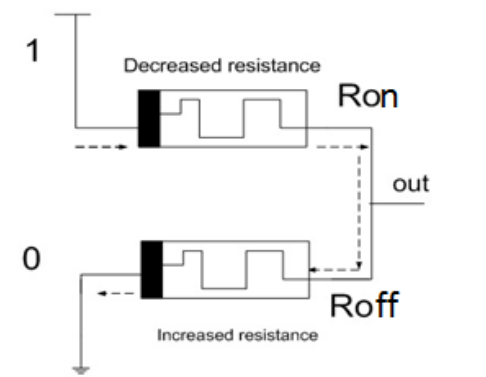 1
Decreased resistance
Ron
out
0
Roff
Increased resistance